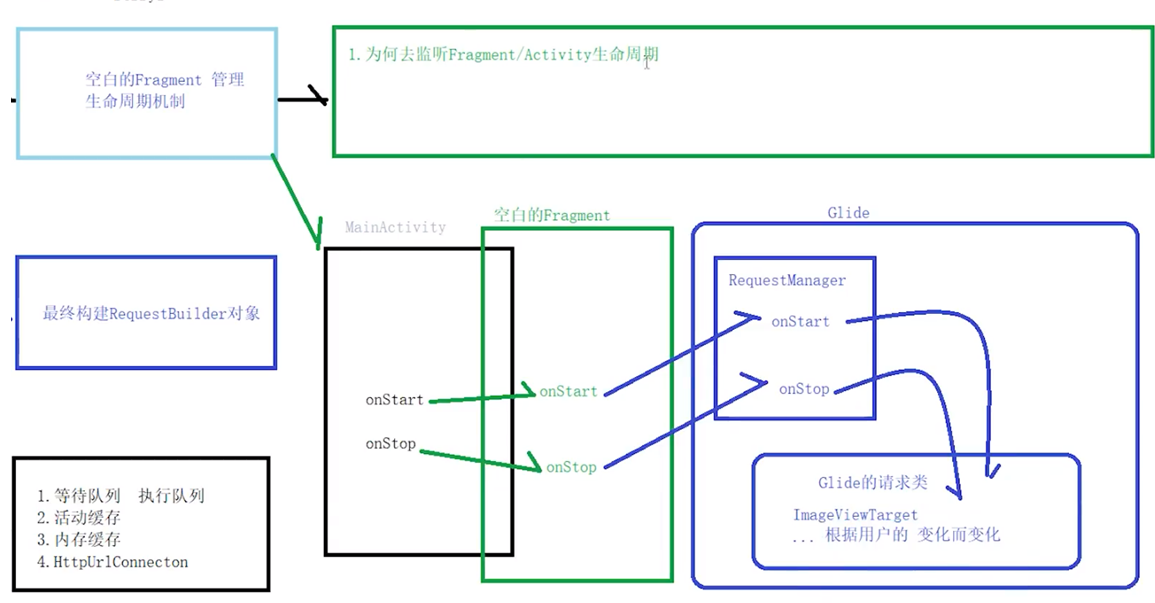 1.为何去监听Fragment/Activity生命周期
空白的Fragment 管理
生命周期机制
空白的Fragment
Glide
MainActivity
RequestManager
最终构建RequestBuilder对象
onStart
onStop
onStart
onStop
onStart
onStop
1.等待队列 执行队列
2.活动缓存
3.内存缓存
4.HttpUrlConnecton
Glide的请求类
ImageViewTarget
... 根据用户的 变化而变化